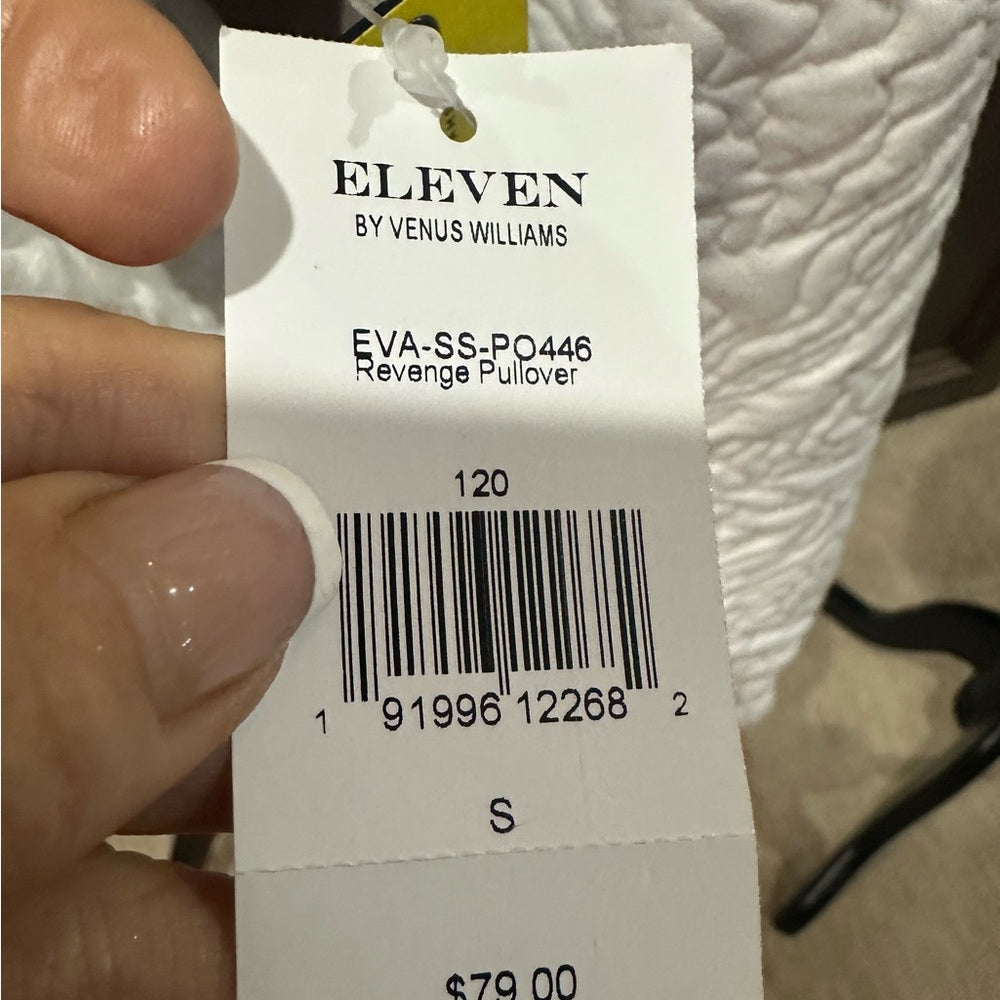 ELEVEN
BY VENUS WILLIAMS
EVA-SS-PO446
Revenge Pullover
120
1 91996 12268 2
S
$79.00